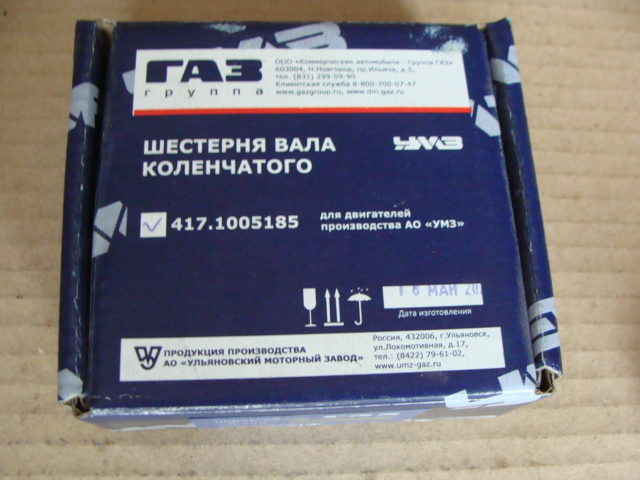 ГАЗ
группа
ООО «Коммерческие автомобили - Группа ГАЗ»
603004, Н.Новгород, пр.Ильича, д.5,
тел. (831) 299-09-90
Клиентская служба 8-800-700-07-47
www.gazgroup.ru, www.dm.gaz.ru
ШЕСТЕРНЯ ВАЛА
КОЛЕНЧАТОГО
УМЗ
417.1005185
для двигателей
производства АО «УМЗ»
16 МАЙ 20
Дата изготовления
ПРОДУКЦИЯ ПРОИЗВОДСТВА
АО «УЛЬЯНОВСКИЙ МОТОРНЫЙ ЗАВОД»
Россия, 432006, г.Ульяновск,
ул.Локомотивная, д.17,
тел.: (8422) 79-61-02,
www.umz-gaz.ru